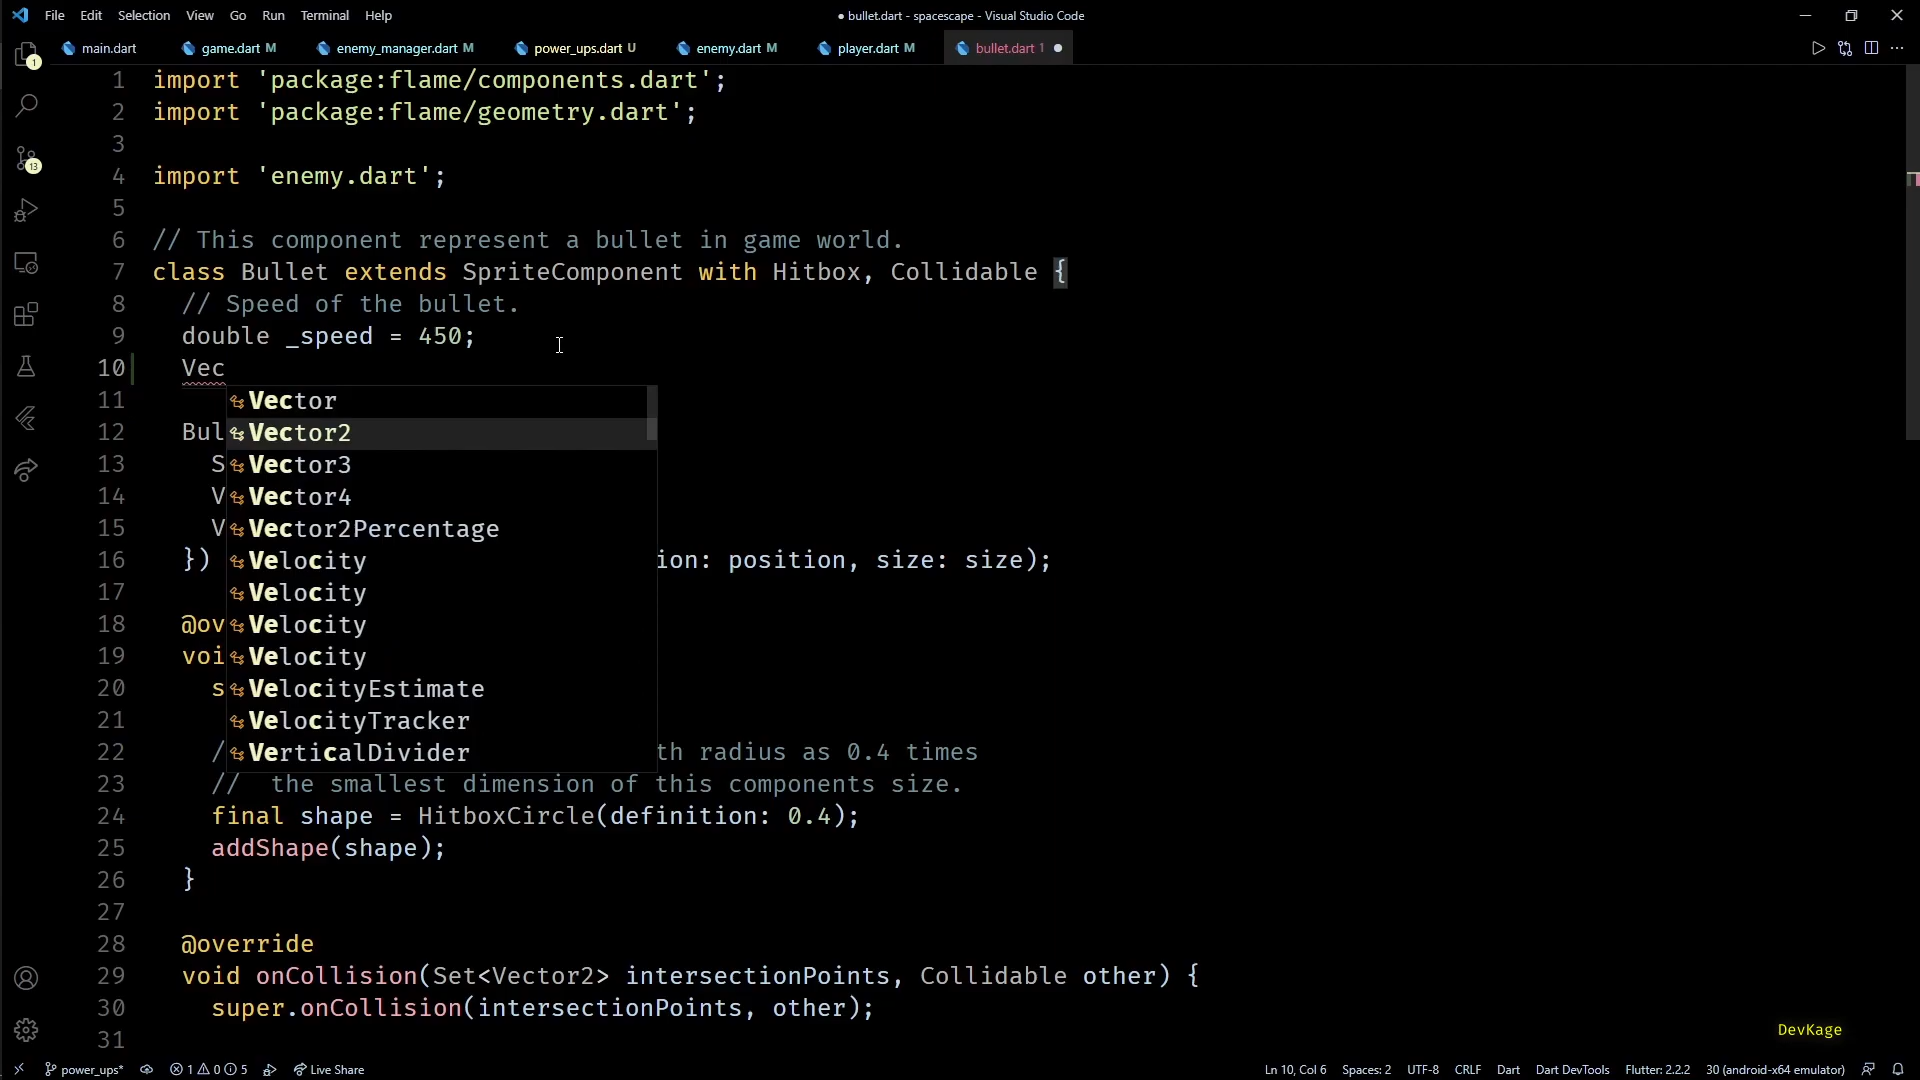 File Edit Selection View Go Run Terminal Help
● bullet.dart - spacescape - Visual Studio Code
main.dart
game.dart M
enemy_manager.dart M
power_ups.dart U
enemy.dart M
player.dart M
bullet.dart 1
1 import 'package:flame/components.dart';
2 import 'package:flame/geometry.dart';
3
4 import 'enemy.dart';
5
6 // This component represent a bullet in game world.
7 class Bullet extends SpriteComponent with Hitbox, Collidable {
8 // Speed of the bullet.
9 double _speed = 450;
10 Vec
11 Vector
12 Bul Vector2
13 S Vector3
14 V Vector4
15 V Vector2Percentage
16 }) Velocity ion: position, size: size);
17 Velocity
18 @ov Velocity
19 voi Velocity
20 s VelocityEstimate
21 VelocityTracker
22 / VerticalDivider th radius as 0.4 times
23 // the smallest dimension of this components size.
24 final shape = HitboxCircle(definition: 0.4);
25 addShape(shape);
26 }
27
28 @override
29 void onCollision(Set<Vector2> intersectionPoints, Collidable other) {
30 super.onCollision(intersectionPoints, other);
31
1
13
DevKage
power_ups* 1 0 5 Live Share
Ln 10, Col 6 Spaces: 2 UTF-8 CRLF Dart Dart DevTools Flutter: 2.2.2 30 (android-x64 emulator)